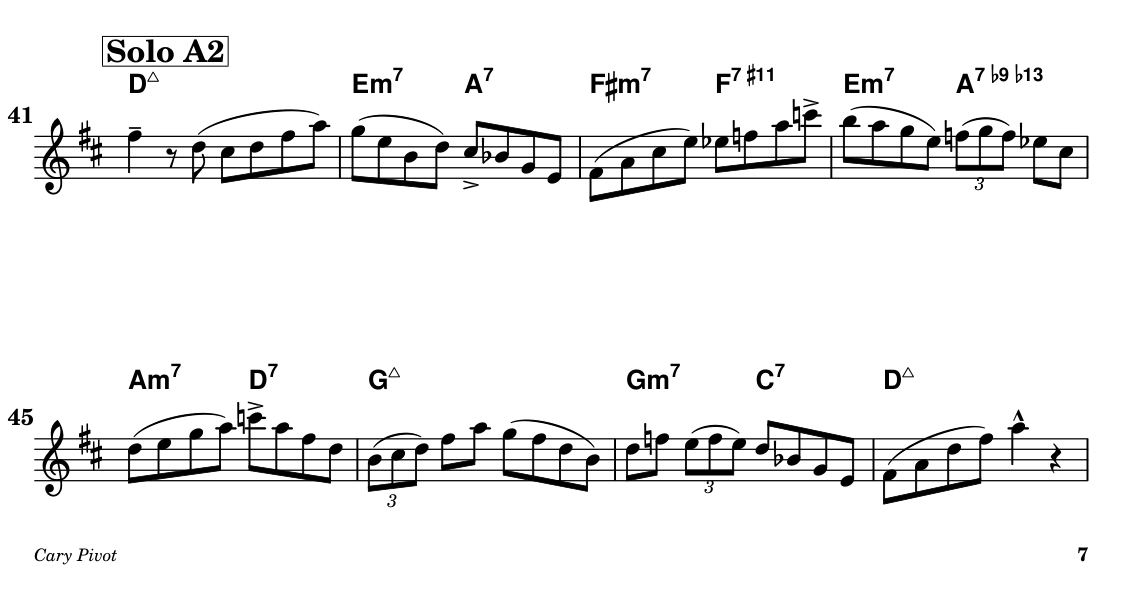 Solo A2
D△ Em7 A7 F♯m7 F7 ♯11 Em7 A7 ♭9 ♭13
41
3
Am7 D7 G△ Gm7 C7 D△
45
3 3
Cary Pivot 7